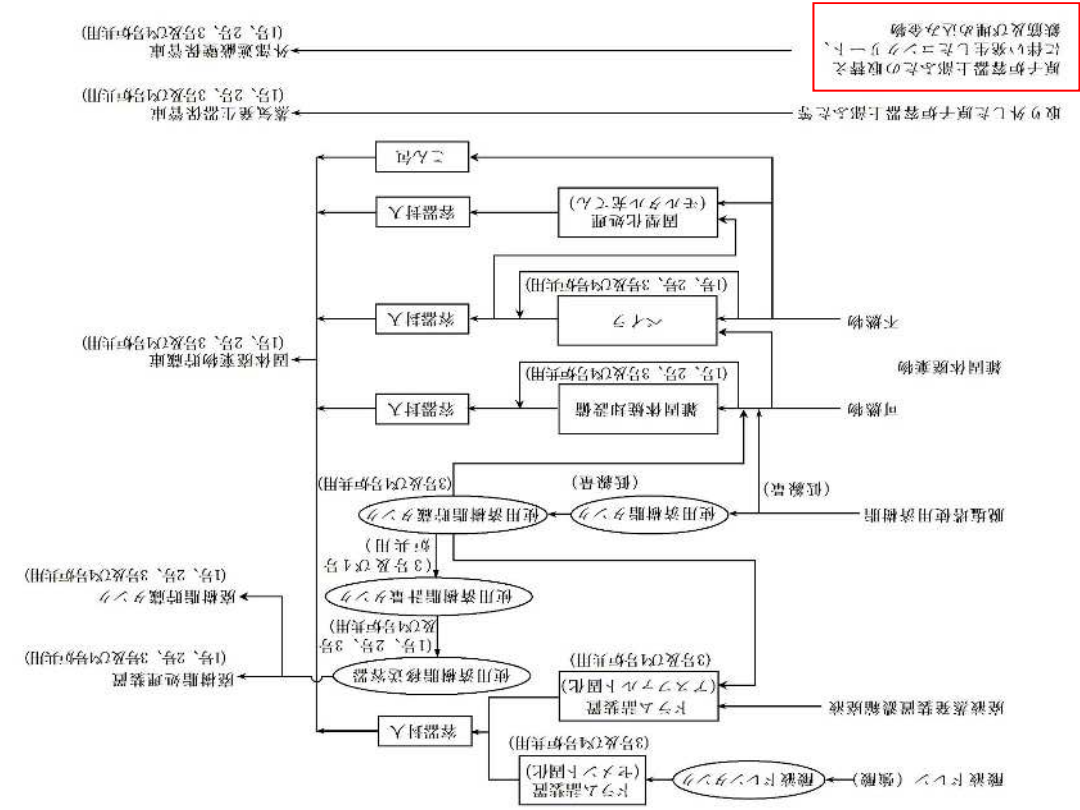 酸液ドレン (強酸)
酸液ドレンタンク
ドラム詰装置
(セメント固化)
(3号及び4号炉共用)
廃液蒸発装置濃縮廃液
ドラム詰装置
(アスファルト固化)
(3号及び4号炉共用)
容器封入
使用済樹脂移送容器
(1号、2号、3号
及び4号炉共用)
廃樹脂処理装置
(1号、2号、3号及び4号炉共用)
使用済樹脂計量タンク
(3号及び4号
炉共用)
廃樹脂貯蔵タンク
(1号、2号、3号及び4号炉共用)
脱塩塔使用済樹脂
(低線量)
使用済樹脂タンク
(低線量)
使用済樹脂貯蔵タンク
(3号及び4号炉共用)
雑固体廃棄物
可燃物
雑固体焼却設備
(1号、2号、3号及び4号炉共用)
容器封入
不燃物
ベイラ
(1号、2号、3号及び4号炉共用)
容器封入
固体廃棄物貯蔵庫
(1号、2号、3号及び4号炉共用)
固型化処理
(モルタル充てん)
容器封入
こん包
取り外した原子炉容器上部ふた等
蒸気発生器保管庫
(1号、2号、3号及び4号炉共用)
原子炉容器上部ふたの取替え
に伴い発生したコンクリート、
鉄筋及び埋め込み金物
外部遮蔽壁保管庫
(1号、2号、3号及び4号炉共用)